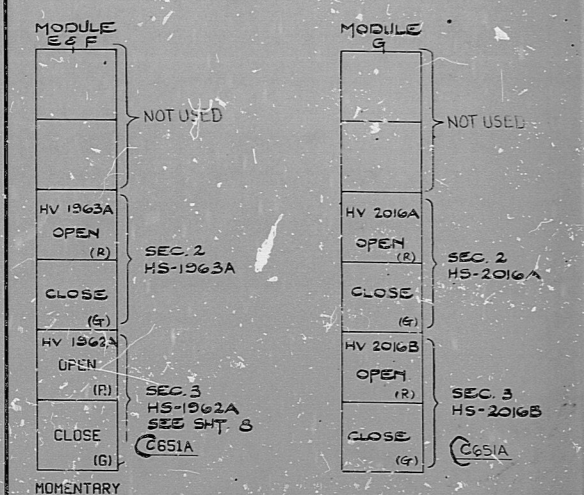 MODULE
E & F
NOT USED
HV 1963A
OPEN
(R)
SEC. 2
HS-1963A
CLOSE
(G)
HV 1962A
OPEN
(R)
SEC. 3
HS-1962A
SEE SHT. 8
C651A
CLOSE
(G)
MOMENTARY
MODULE
G
NOT USED
HV 2016A
OPEN
(R)
SEC. 2
HS-2016A
CLOSE
(G)
HV 2016B
OPEN
(R)
SEC. 3
HS-2016B
C651A
CLOSE
(G)